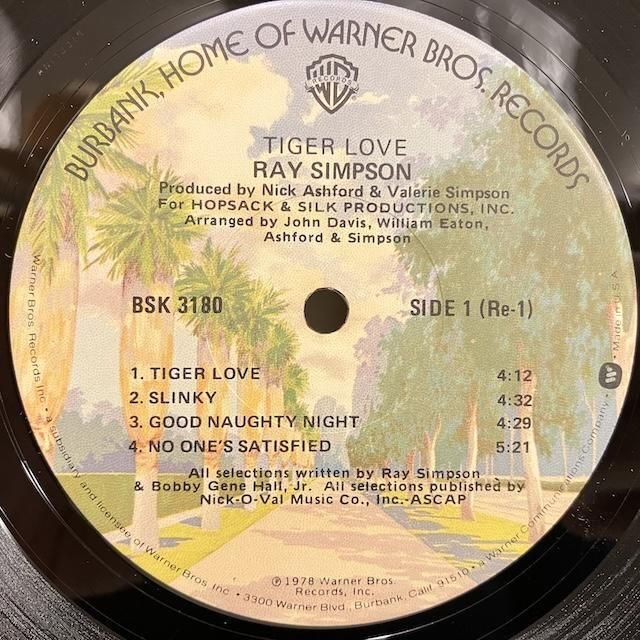 BURBANK, HOME OF WARNER BROS. RECORDS
W RECORDS
TIGER LOVE
RAY SIMPSON
Produced by Nick Ashford & Valerie Simpson
For HOPSACK & SILK PRODUCTIONS, INC.
Arranged by John Davis, William Eaton,
Ashford & Simpson
BSK 3180
SIDE 1 (Re-1)
1. TIGER LOVE 4:12
2. SLINKY 4:32
3. GOOD NAUGHTY NIGHT 4:29
4. NO ONE'S SATISFIED 5:21
All selections written by Ray Simpson
& Bobby Gene Hall, Jr. All selections published by
Nick-O-Val Music Co., Inc.-ASCAP
℗1978 Warner Bros.
Records, Inc.
Warner Bros. Records Inc. • a subsidiary and licensee of Warner Bros. Inc. • 3300 Warner Blvd., Burbank, Calif. 91510 • a Warner Communications Company. • Made in U.S.A.